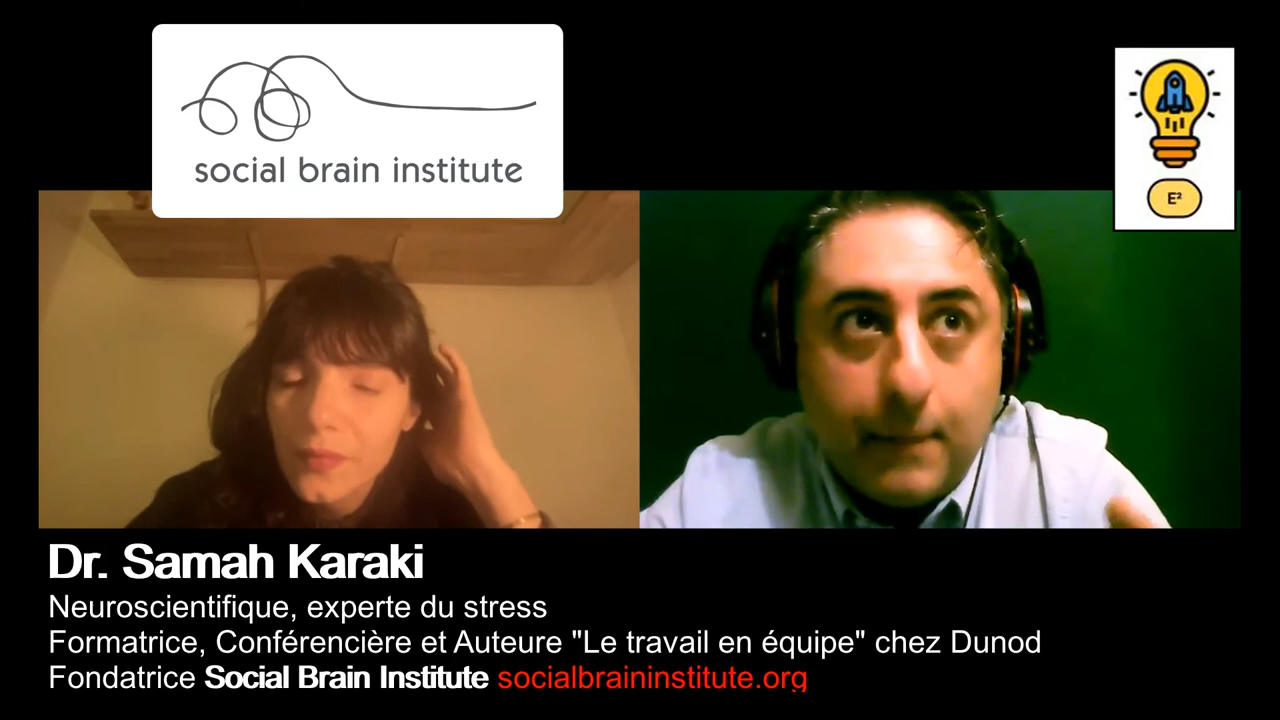 social brain institute
E²
Dr. Samah Karaki
Neuroscientifique, experte du stress
Formatrice, Conférencière et Auteure "Le travail en équipe" chez Dunod
Fondatrice Social Brain Institute socialbraininstitute.org